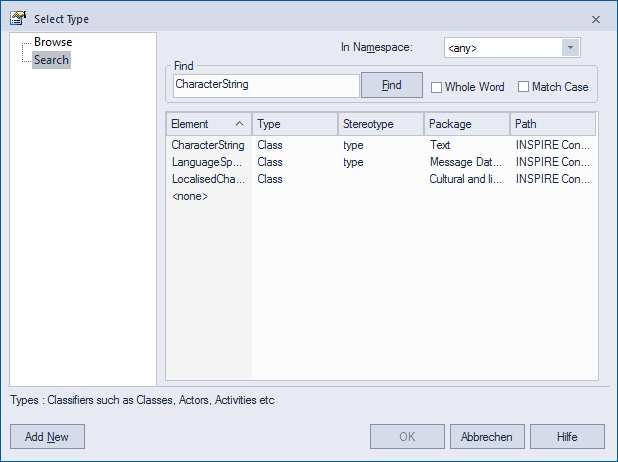 Select Type
Browse
Search
In Namespace: <any>
Find
CharacterString Find Whole Word Match Case
Element Type Stereotype Package Path
CharacterString Class type Text INSPIRE Con...
LanguageSp... Class type Message Dat... INSPIRE Con...
LocalisedCha... Class Cultural and li... INSPIRE Con...
<none>
Types : Classifiers such as Classes, Actors, Activities etc
Add New OK Abbrechen Hilfe